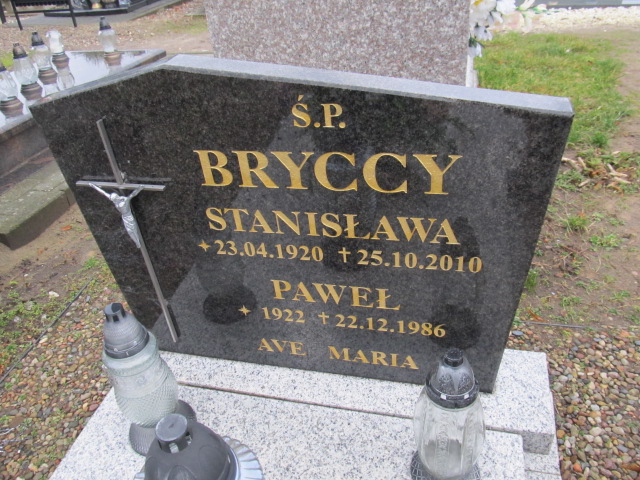 Ś.P.
BRYCCY
STANISŁAWA
✦ 23.04.1920 ✝ 25.10.2010
PAWEŁ
✦ 1922 ✝ 22.12.1986
AVE MARIA